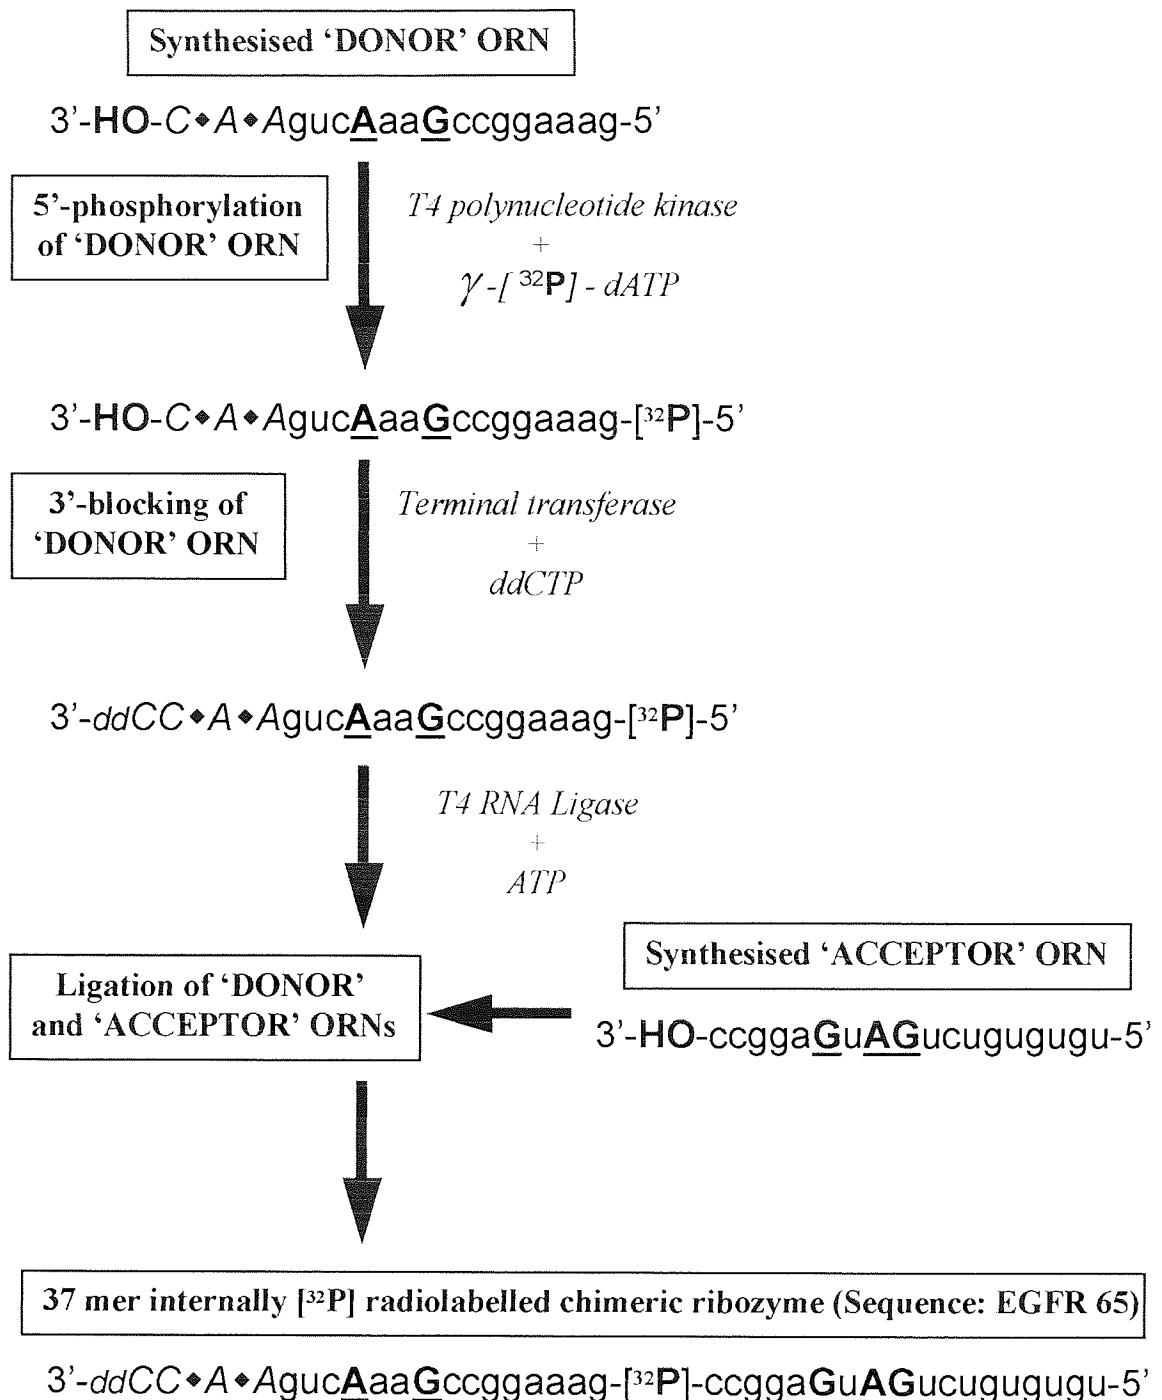 Synthesised ‘DONOR’ ORN
3’-HO-C◆A◆AgucAaaGccggaaag-5’
5’-phosphorylation
of ‘DONOR’ ORN
T4 polynucleotide kinase
+
γ-[ ³²P] - dATP
3’-HO-C◆A◆AgucAaaGccggaaag-[³²P]-5’
3’-blocking of
‘DONOR’ ORN
Terminal transferase
+
ddCTP
3’-ddCC◆A◆AgucAaaGccggaaag-[³²P]-5’
T4 RNA Ligase
+
ATP
Synthesised ‘ACCEPTOR’ ORN
3’-HO-ccggaGuAGucugugugu-5’
Ligation of ‘DONOR’
and ‘ACCEPTOR’ ORNs
37 mer internally [³²P] radiolabelled chimeric ribozyme (Sequence: EGFR 65)
3’-ddCC◆A◆AgucAaaGccggaaag-[³²P]-ccggaGuAGucugugugu-5’